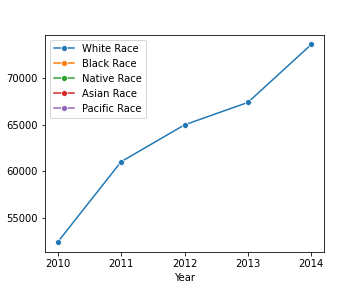 White Race
Black Race
Native Race
Asian Race
Pacific Race
70000
65000
60000
55000
2010 2011 2012 2013 2014
Year